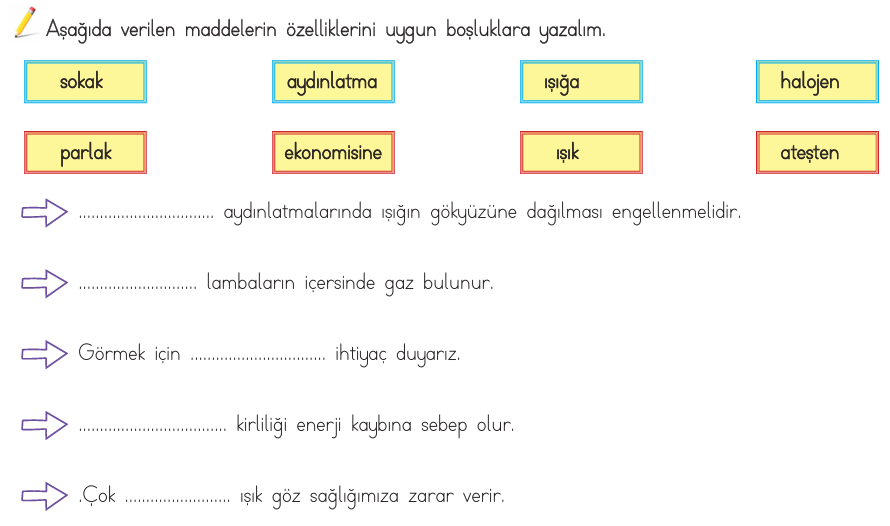 Aşağıda verilen maddelerin özelliklerini uygun boşluklara yazalım.
sokak aydınlatma ışığa halojen
parlak ekonomisine ışık ateşten
................................ aydınlatmalarında ışığın gökyüzüne dağılması engellenmelidir.
............................ lambaların içersinde gaz bulunur.
Görmek için ................................ ihtiyaç duyarız.
................................... kirliliği enerji kaybına sebep olur.
.Çok ......................... ışık göz sağlığımıza zarar verir.